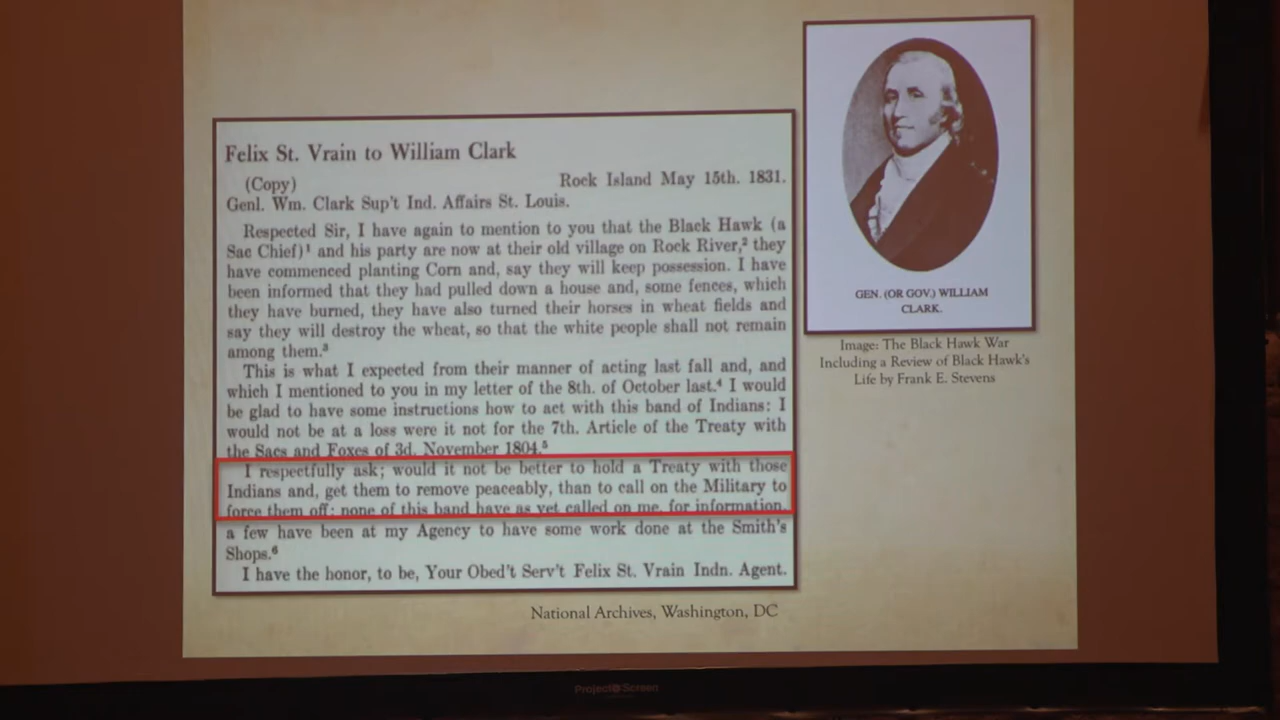 Felix St. Vrain to William Clark
(Copy) Rock Island May 15th. 1831.
Genl. Wm. Clark Sup't Ind. Affairs St. Louis.
Respected Sir, I have again to mention to you that the Black Hawk (a
Sac Chief)¹ and his party are now at their old village on Rock River,² they
have commenced planting Corn and, say they will keep possession. I have
been informed that they had pulled down a house and, some fences, which
they have burned, they have also turned their horses in wheat fields and
say they will destroy the wheat, so that the white people shall not remain
among them.³
This is what I expected from their manner of acting last fall and, and
which I mentioned to you in my letter of the 8th. of October last.⁴ I would
be glad to have some instructions how to act with this band of Indians: I
would not be at a loss were it not for the 7th. Article of the Treaty with
the Sacs and Foxes of 3d. November 1804.⁵
I respectfully ask; would it not be better to hold a Treaty with those
Indians and, get them to remove peaceably, than to call on the Military to
force them off: none of this band have as yet called on me, for information,
a few have been at my Agency to have some work done at the Smith's
Shops.⁶
I have the honor, to be, Your Obed't Serv't Felix St. Vrain Indn. Agent.
National Archives, Washington, DC
GEN. (OR GOV.) WILLIAM
CLARK.
Image: The Black Hawk War
Including a Review of Black Hawk's
Life by Frank E. Stevens
Project Screen